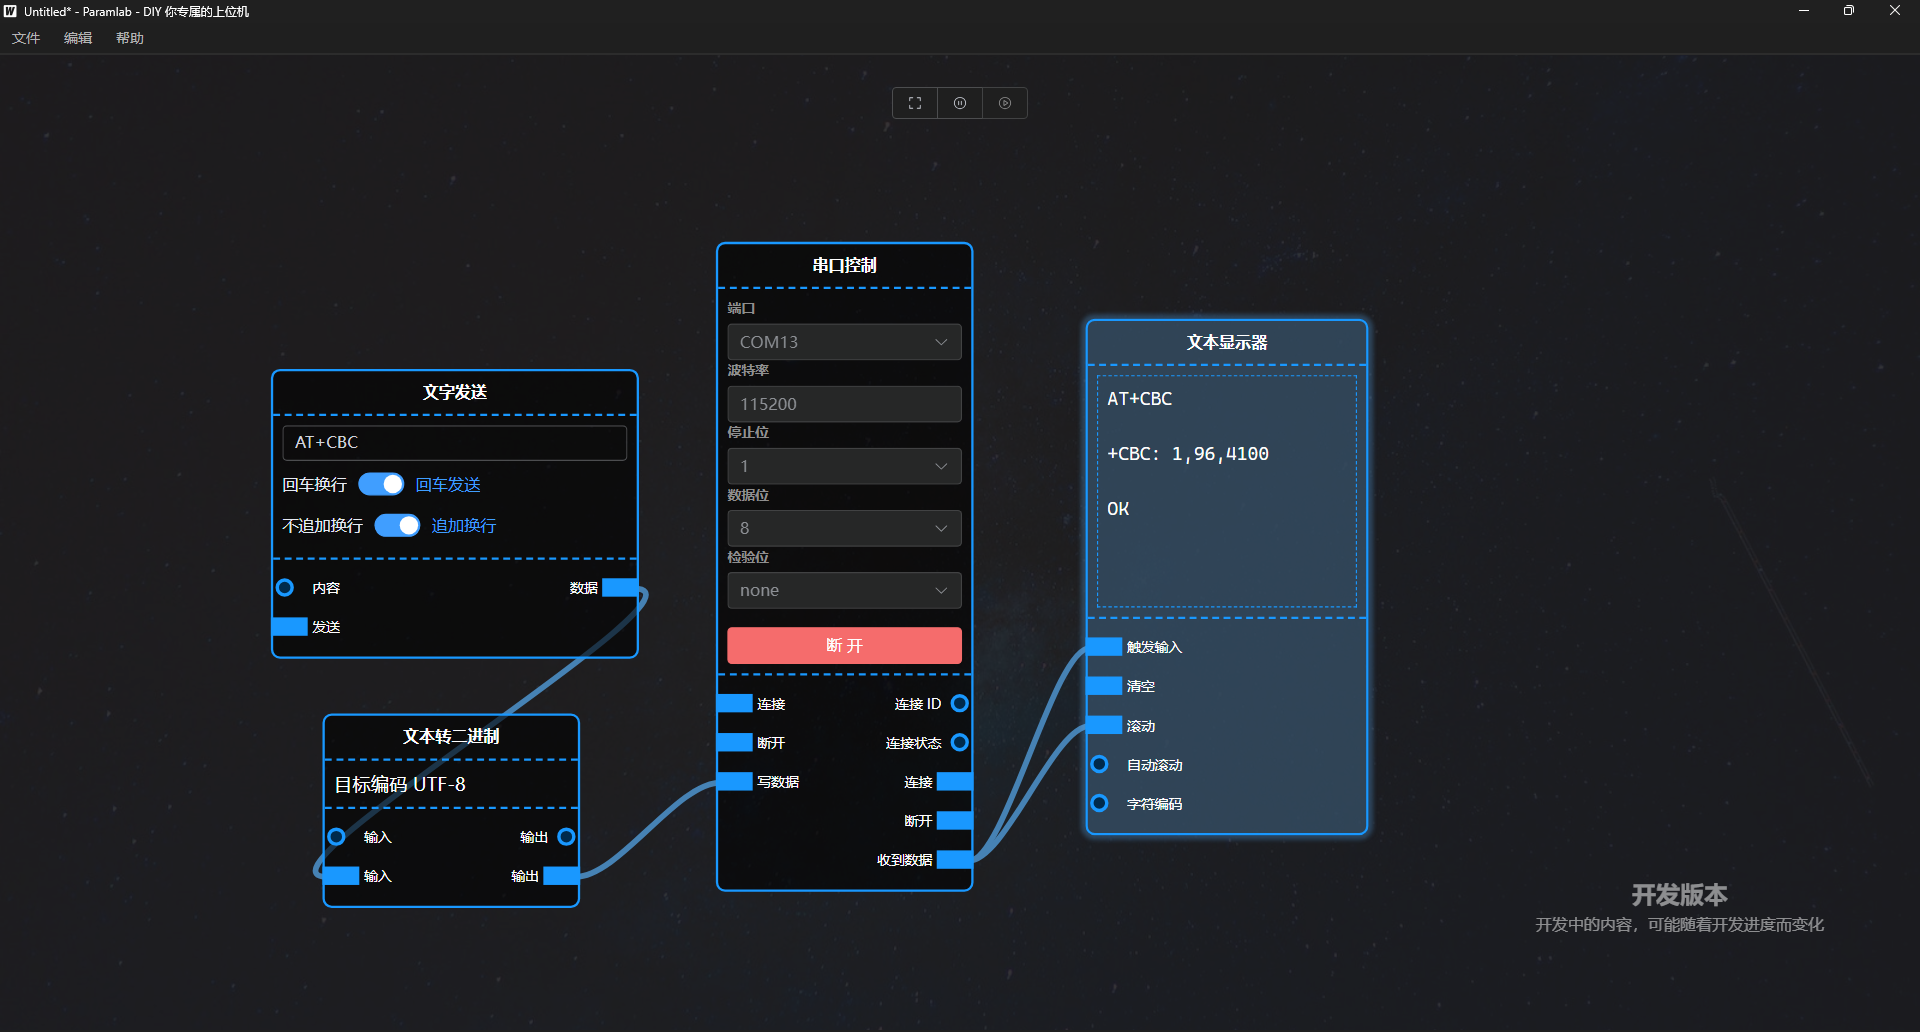 Untitled* - Paramlab - DIY 你专属的上位机
文件 编辑 帮助
文字发送
AT+CBC
回车换行 回车发送
不追加换行 追加换行
内容 数据
发送
文本转二进制
目标编码 UTF-8
输入 输出
输入 输出
串口控制
端口
COM13
波特率
115200
停止位
1
数据位
8
检验位
none
断 开
连接 连接 ID
断开 连接状态
写数据 连接
断开
收到数据
文本显示器
AT+CBC
+CBC: 1,96,4100
OK
触发输入
清空
滚动
自动滚动
字符编码
开发版本
开发中的内容，可能随着开发进度而变化